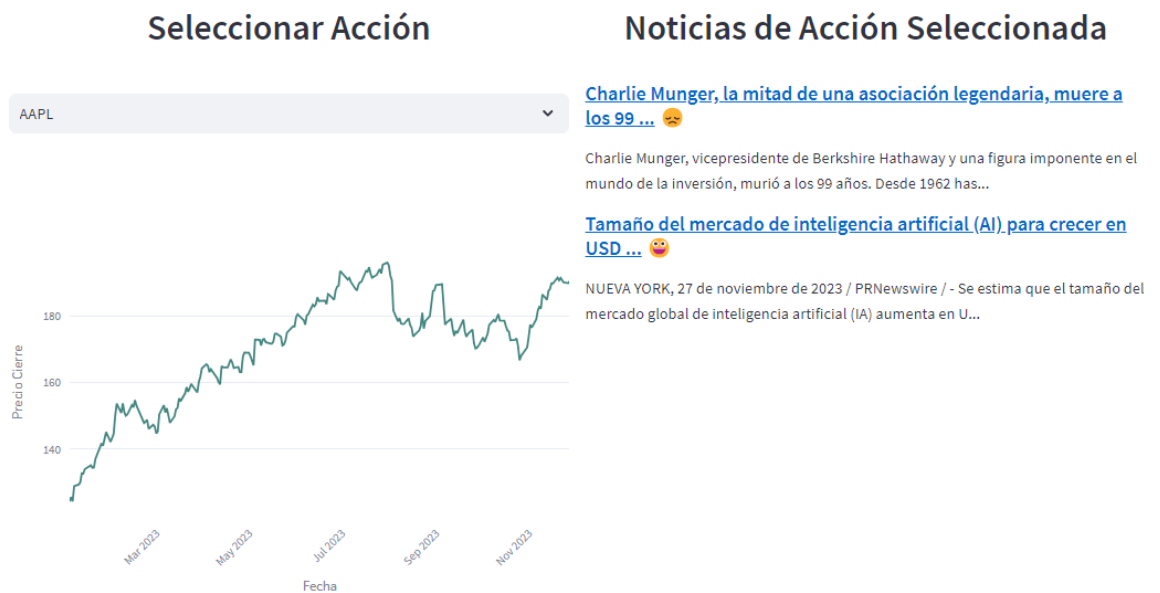 Seleccionar Acción
AAPL
180
160
140
Precio Cierre
Mar 2023
May 2023
Jul 2023
Sep 2023
Nov 2023
Fecha
Noticias de Acción Seleccionada
Charlie Munger, la mitad de una asociación legendaria, muere a
los 99 ... 😞
Charlie Munger, vicepresidente de Berkshire Hathaway y una figura imponente en el
mundo de la inversión, murió a los 99 años. Desde 1962 has...
Tamaño del mercado de inteligencia artificial (AI) para crecer en
USD ... 😀
NUEVA YORK, 27 de noviembre de 2023 / PRNewswire / - Se estima que el tamaño del
mercado global de inteligencia artificial (IA) aumenta en U...